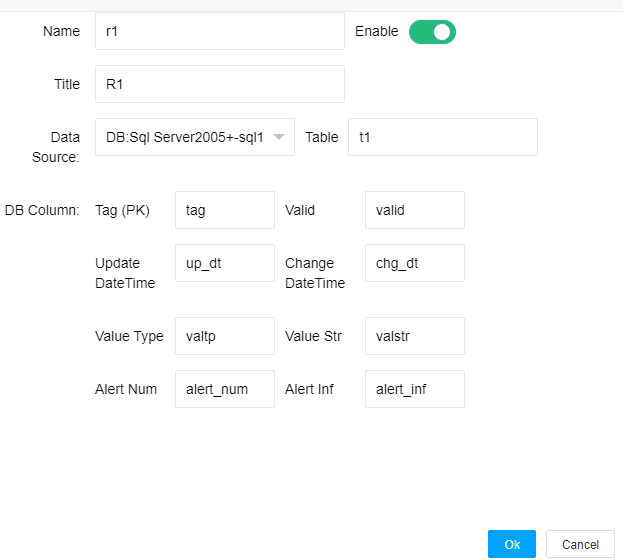 Name r1 Enable
Title R1
Data Source: DB:Sql Server2005+-sql1 Table t1
DB Column: Tag (PK) tag Valid valid
Update DateTime up_dt Change DateTime chg_dt
Value Type valtp Value Str valstr
Alert Num alert_num Alert Inf alert_inf
Ok Cancel